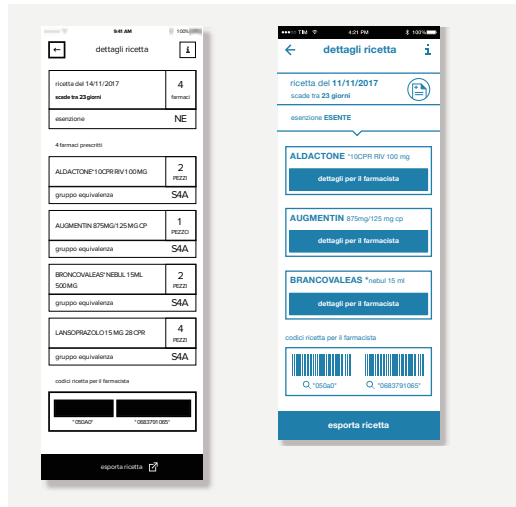 9:41 AM
100%
dettagli ricetta
i
ricetta del 14/11/2017
scade tra 23 giorni
4
farmaci
esenzione
NE
4 farmaci prescritti
ALDACTONE*10CPR RIV 100 MG
2
PEZZI
gruppo equivalenza
S4A
AUGMENTIN 875MG/125 MG CP
1
PEZZO
gruppo equivalenza
S4A
BRONCOVALEAS*NEBUL 15ML
500 MG
2
PEZZI
gruppo equivalenza
S4A
LANSOPRAZOLO 15 MG 28 CPR
4
PEZZI
gruppo equivalenza
S4A
codici ricetta per il farmacista
*050A0*
*0683791065*
esporta ricetta
TIM
4:21 PM
100%
dettagli ricetta
i
ricetta del 11/11/2017
scade tra 23 giorni
esenzione ESENTE
ALDACTONE *10CPR RIV 100 mg
dettagli per il farmacista
AUGMENTIN 875mg/125 mg cp
dettagli per il farmacista
BRANCOVALEAS *nebul 15 ml
dettagli per il farmacista
codici ricetta per il farmacista
*050a0*
*0683791065*
esporta ricetta